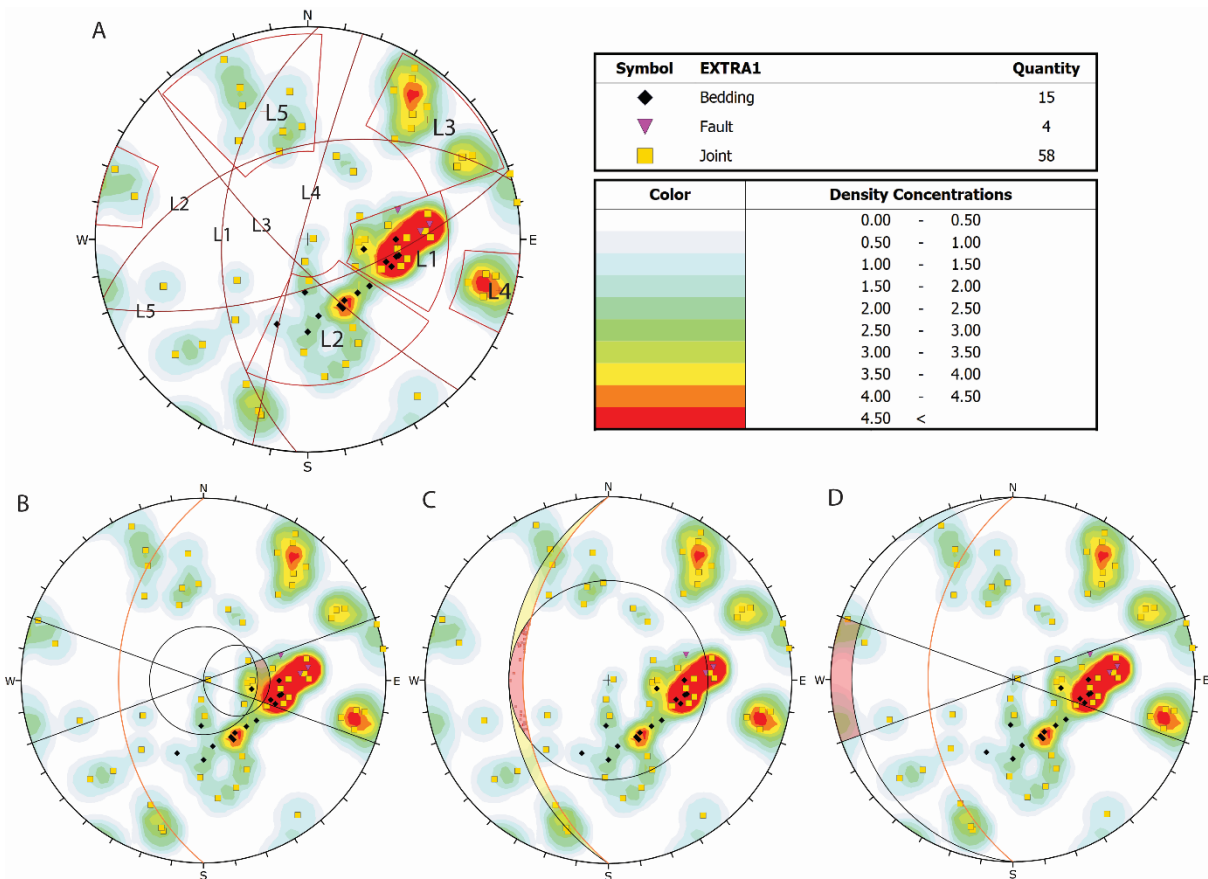 A
N
W
E
S
L5
L3
L2
L4
L1
L3
L1
L4
L5
L2
Symbol EXTRA1 Quantity
Bedding 15
Fault 4
Joint 58
Color Density Concentrations
0.00 - 0.50
0.50 - 1.00
1.00 - 1.50
1.50 - 2.00
2.00 - 2.50
2.50 - 3.00
3.00 - 3.50
3.50 - 4.00
4.00 - 4.50
4.50 <
B
N
W
E
S
C
N
W
E
S
D
N
W
E
S